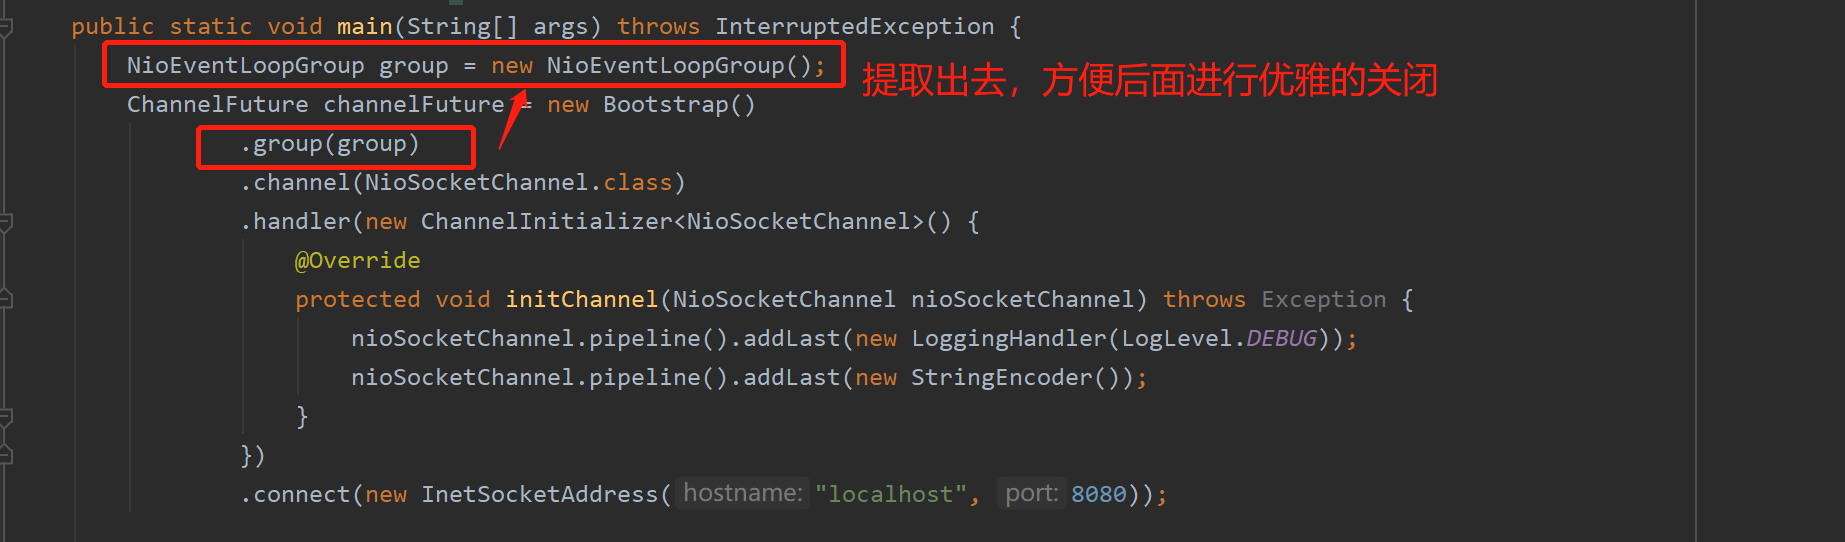 public static void main(String[] args) throws InterruptedException {
NioEventLoopGroup group = new NioEventLoopGroup();
提取出去，方便后面进行优雅的关闭
ChannelFuture channelFuture = new Bootstrap()
.group(group)
.channel(NioSocketChannel.class)
.handler(new ChannelInitializer<NioSocketChannel>() {
@Override
protected void initChannel(NioSocketChannel nioSocketChannel) throws Exception {
nioSocketChannel.pipeline().addLast(new LoggingHandler(LogLevel.DEBUG));
nioSocketChannel.pipeline().addLast(new StringEncoder());
}
})
.connect(new InetSocketAddress( hostname: "localhost", port: 8080));